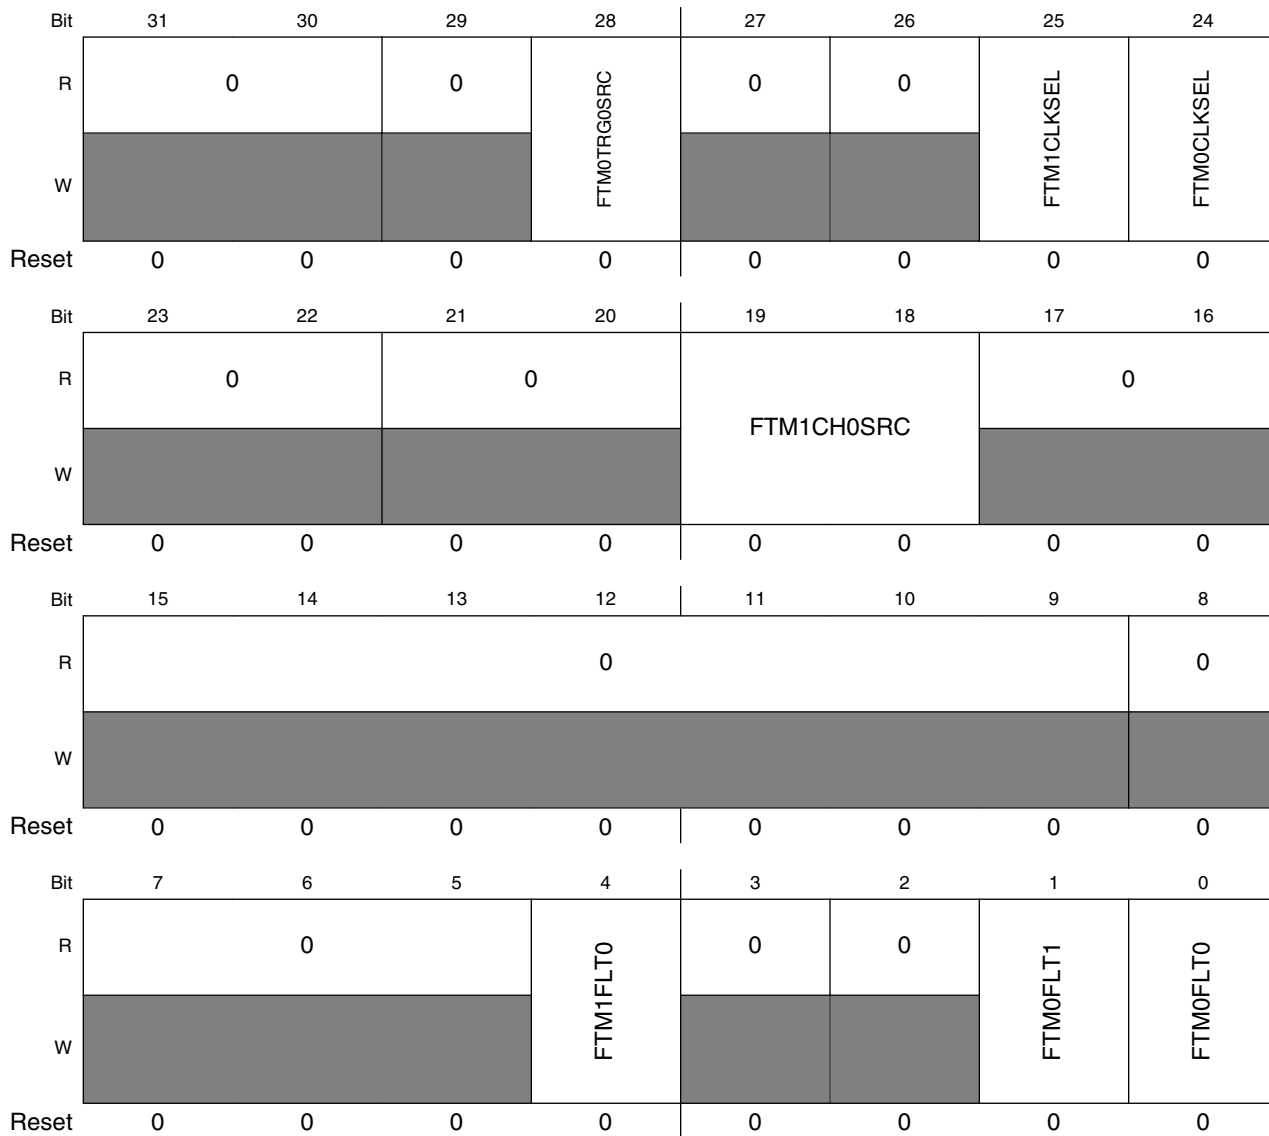 Bit 31 30 29 28 27 26 25 24
R 0 0 FTM0TRG0SRC 0 0 FTM1CLKSEL FTM0CLKSEL
W
Reset 0 0 0 0 0 0 0 0
Bit 23 22 21 20 19 18 17 16
R 0 0 FTM1CH0SRC 0
W
Reset 0 0 0 0 0 0 0 0
Bit 15 14 13 12 11 10 9 8
R 0 0
W
Reset 0 0 0 0 0 0 0 0
Bit 7 6 5 4 3 2 1 0
R 0 FTM1FLT0 0 0 FTM0FLT1 FTM0FLT0
W
Reset 0 0 0 0 0 0 0 0